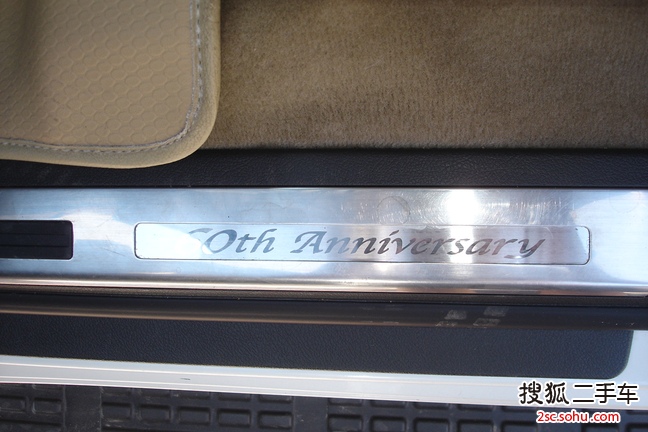 60th Anniversary
搜狐 二手车
2sc.sohu.com